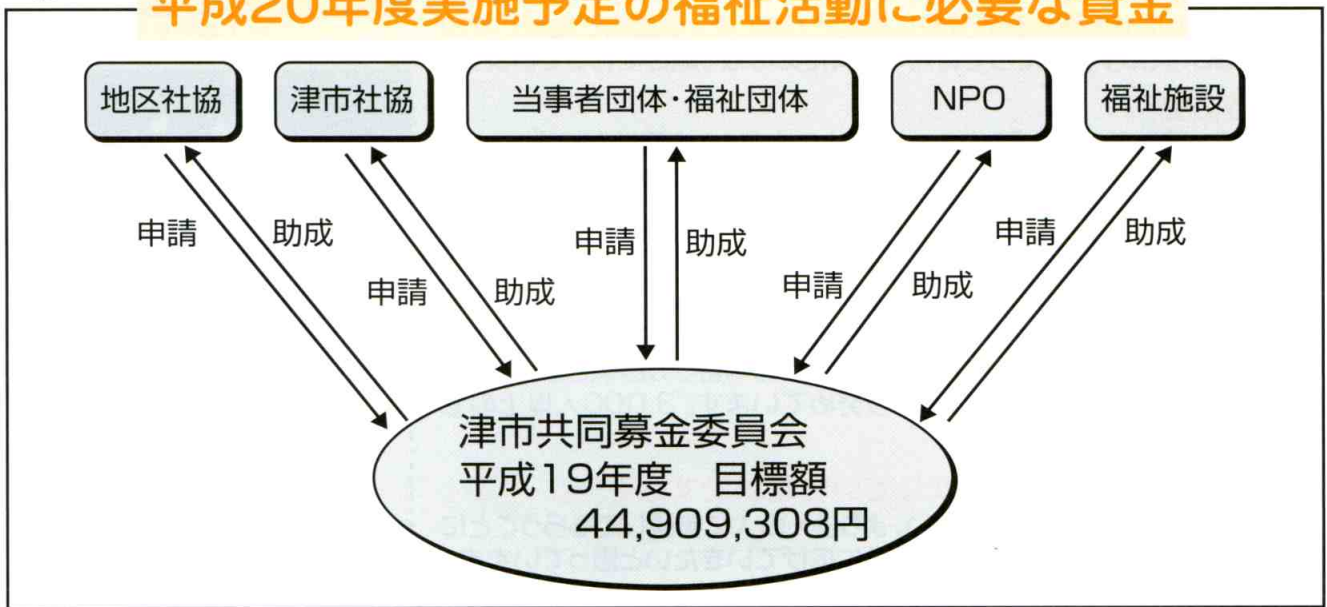 平成20年度実施予定の福祉活動に必要な資金
地区社協
津市社協
当事者団体・福祉団体
NPO
福祉施設
申請
助成
申請
助成
申請
助成
申請
助成
申請
助成
津市共同募金委員会
平成19年度 目標額
44,909,308円